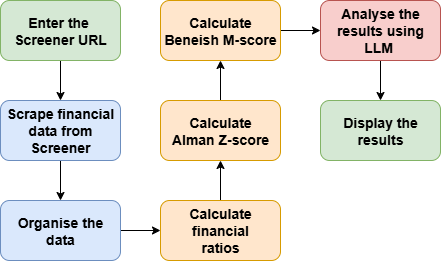 Enter the
Screener URL
Scrape financial
data from
Screener
Organise the
data
Calculate
financial
ratios
Calculate
Alman Z-score
Calculate
Beneish M-score
Analyse the
results using
LLM
Display the
results